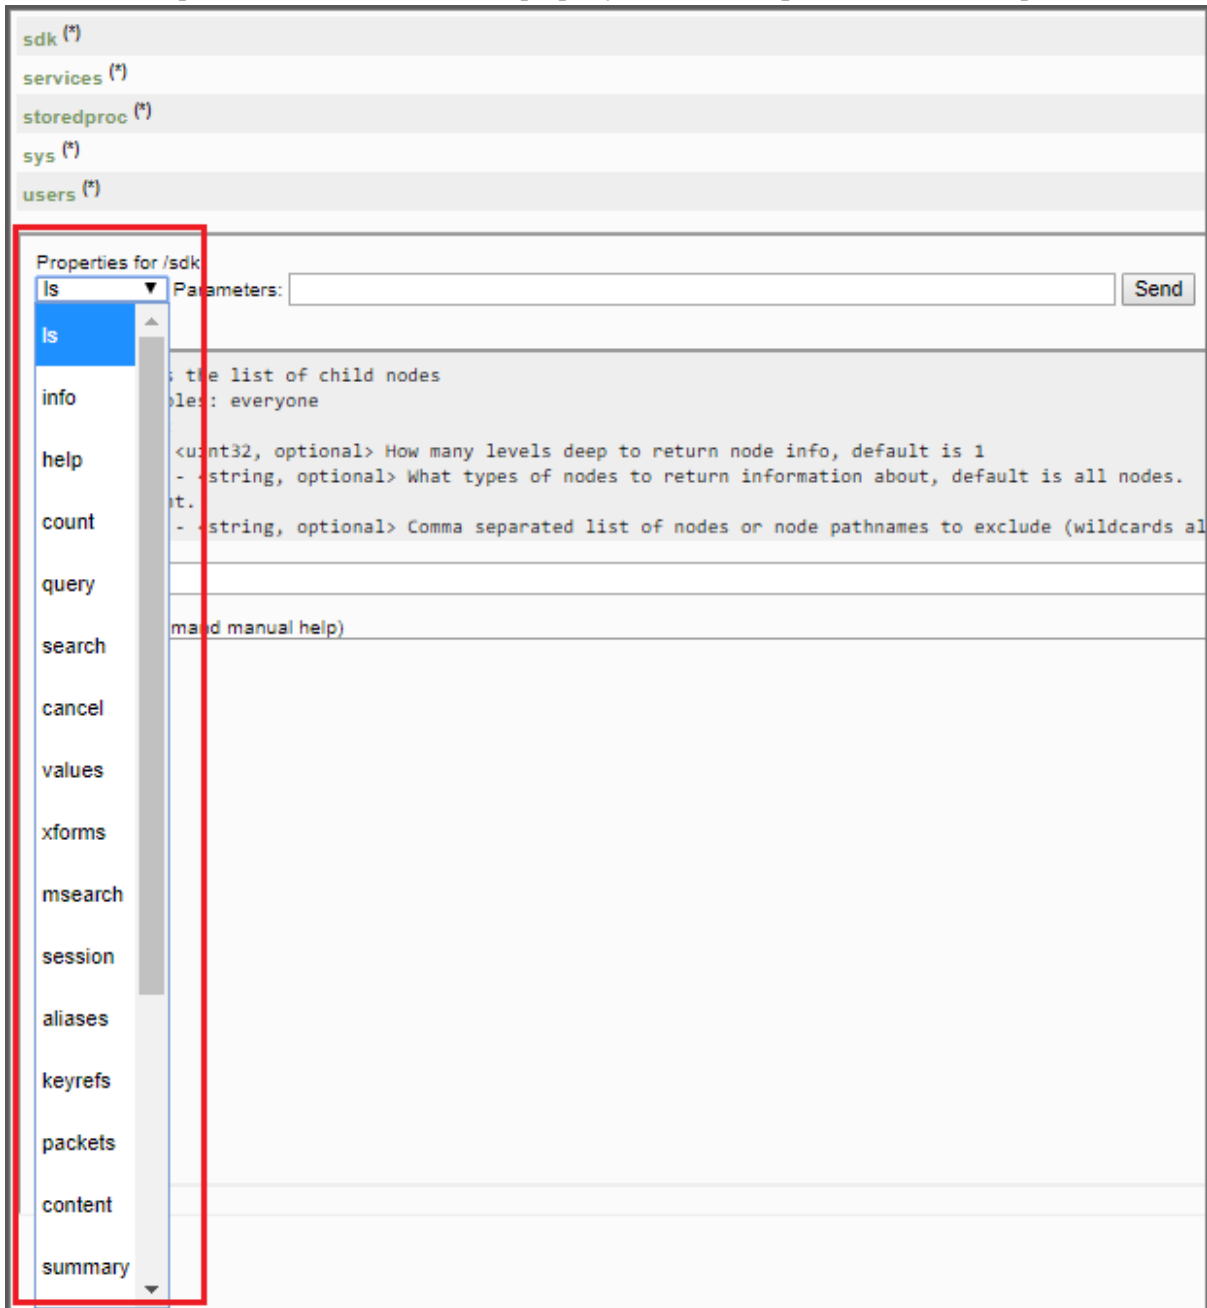 sdk (*)
services (*)
storedproc (*)
sys (*)
users (*)
Properties for /sdk
ls ▼ Parameters: Send
ls
info
help
count
query
search
cancel
values
xforms
msearch
session
aliases
keyrefs
packets
content
summary
the list of child nodes
: everyone
optional> How many levels deep to return node info, default is 1
- <string, optional> What types of nodes to return information about, default is all nodes.
- <string, optional> Comma separated list of nodes or node pathnames to exclude (wildcards
manual help)